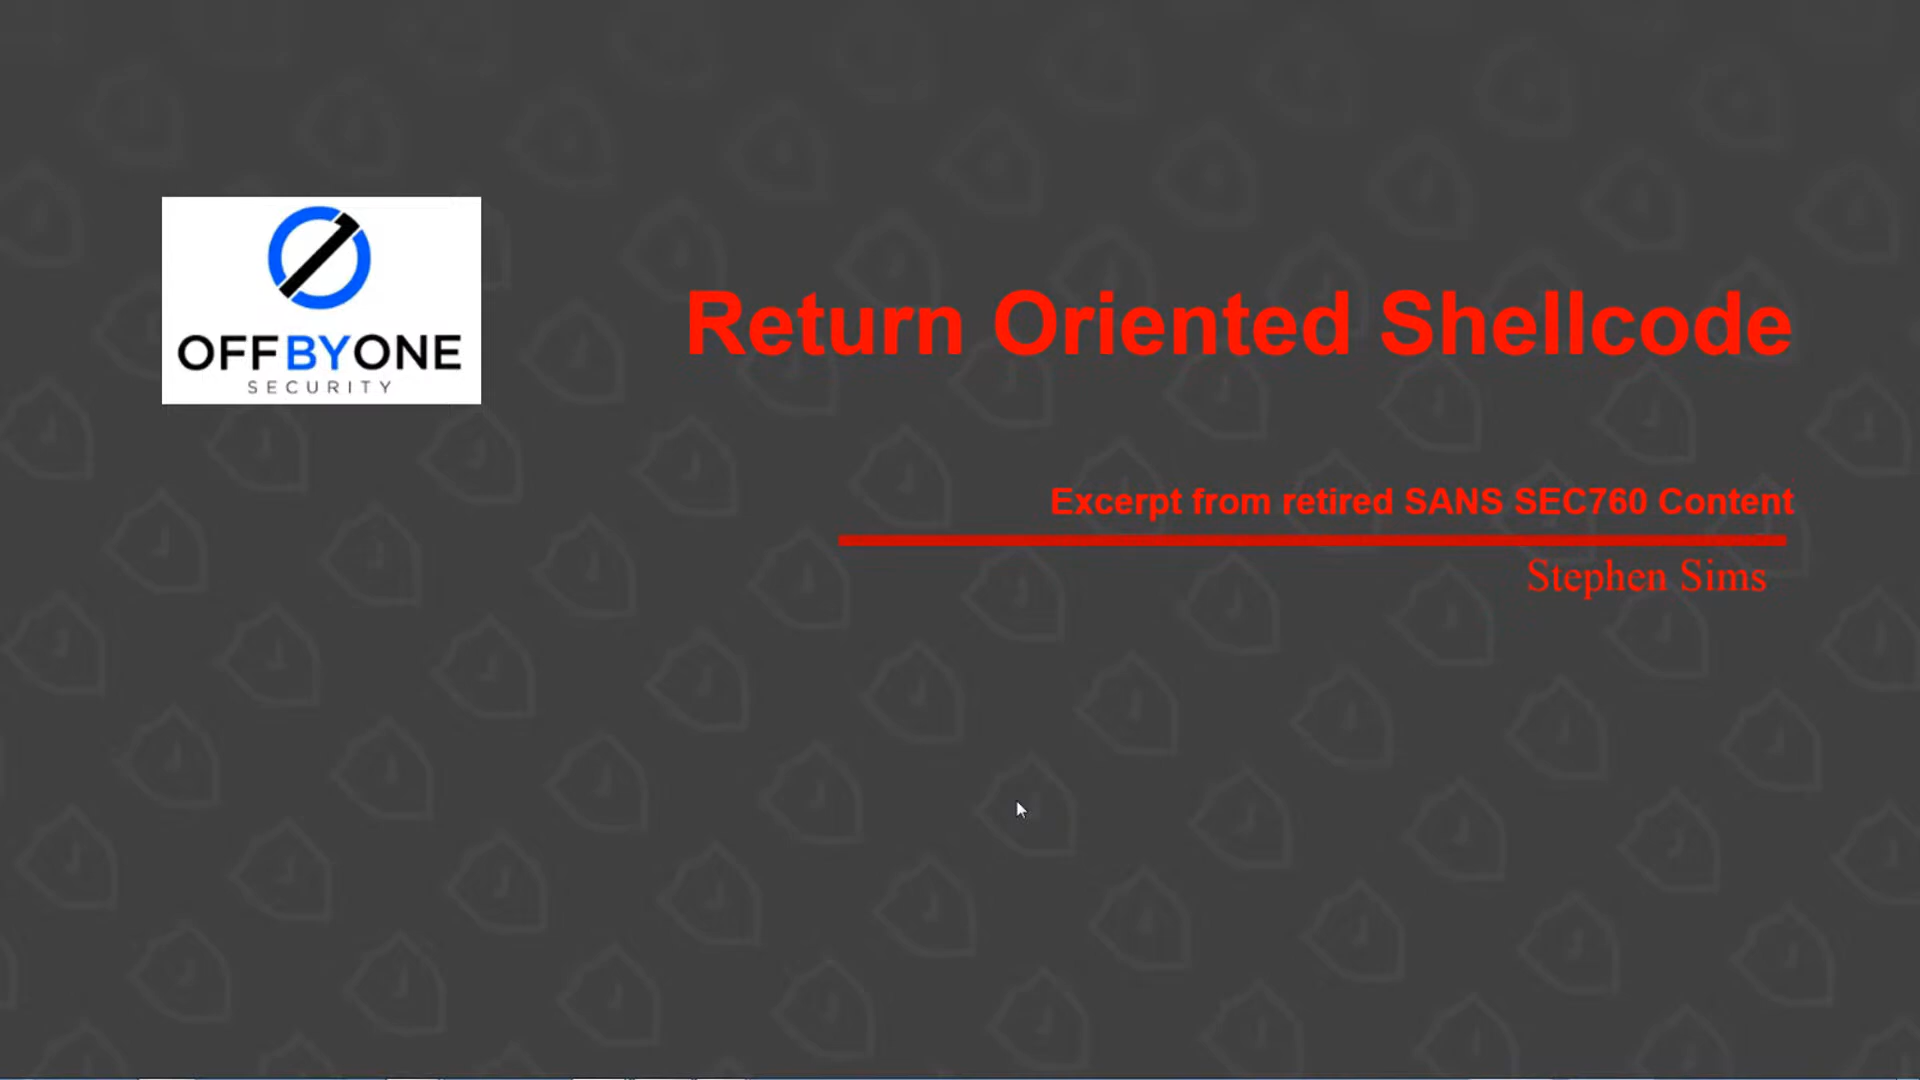 OFFBYONE
SECURITY
Return Oriented Shellcode
Excerpt from retired SANS SEC760 Content
Stephen Sims